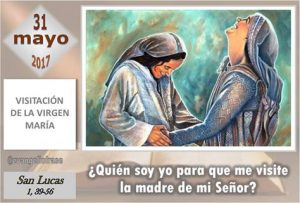 31
mayo
2017
VISITACIÓN
DE LA VIRGEN
MARÍA
@evangeliofrase
San Lucas
1, 39-56
¿Quién soy yo para que me visite
la madre de mi Señor?